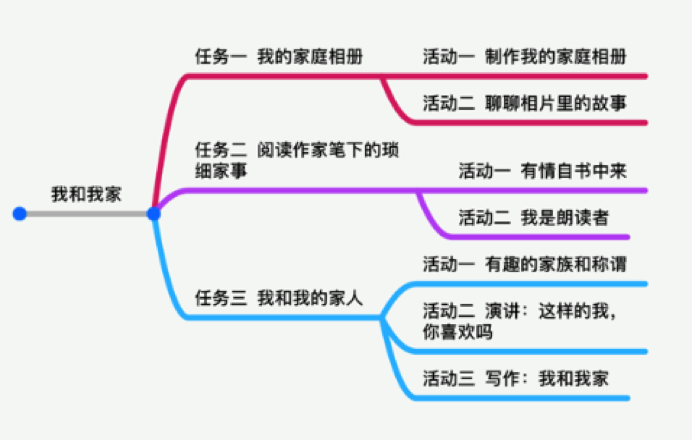 我和我家
任务一 我的家庭相册
活动一 制作我的家庭相册
活动二 聊聊相片里的故事
任务二 阅读作家笔下的琐
细家事
活动一 有情自书中来
活动二 我是朗读者
任务三 我和我的家人
活动一 有趣的家族和称谓
活动二 演讲：这样的我，
你喜欢吗
活动三 写作：我和我家